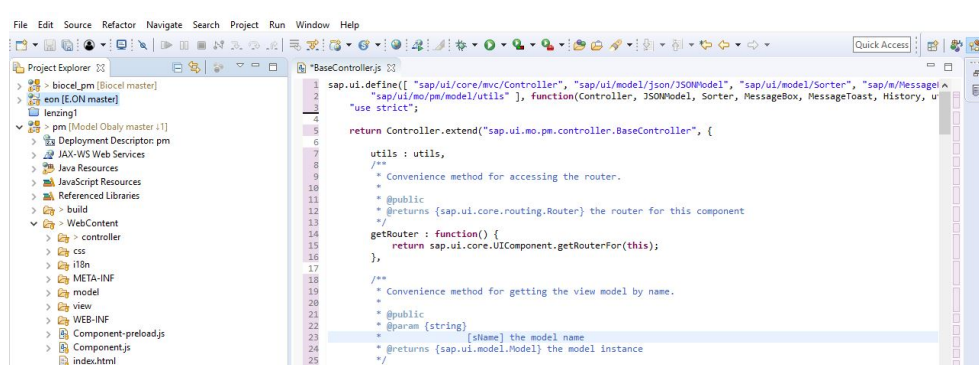 File Edit Source Refactor Navigate Search Project Run Window Help
Quick Access
Project Explorer
> biocel_pm [Biocel master]
eon [E.ON master]
lenzing1
> pm [Model Obaly master ↓1]
Deployment Descriptor: pm
JAX-WS Web Services
Java Resources
JavaScript Resources
Referenced Libraries
> build
> WebContent
> controller
css
> i18n
META-INF
> model
> view
WEB-INF
Component-preload.js
Component.js
index.html
*BaseController.js
1 sap.ui.define([ "sap/ui/core/mvc/Controller", "sap/ui/model/json/JSONModel", "sap/ui/model/Sorter", "sap/m/Message
2 "sap/ui/mo/pm/model/utils" ], function(Controller, JSONModel, Sorter, MessageBox, MessageToast, History, u
3 "use strict";
4
5 return Controller.extend("sap.ui.mo.pm.controller.BaseController", {
6
7 utils : utils,
8 /**
9 * Convenience method for accessing the router.
10 *
11 * @public
12 * @returns {sap.ui.core.routing.Router} the router for this component
13 */
14 getRouter : function() {
15 return sap.ui.core.UIComponent.getRouterFor(this);
16 },
17
18 /**
19 * Convenience method for getting the view model by name.
20 *
21 * @public
22 * @param {string}
23 * [sName] the model name
24 * @returns {sap.ui.model.Model} the model instance
25 */